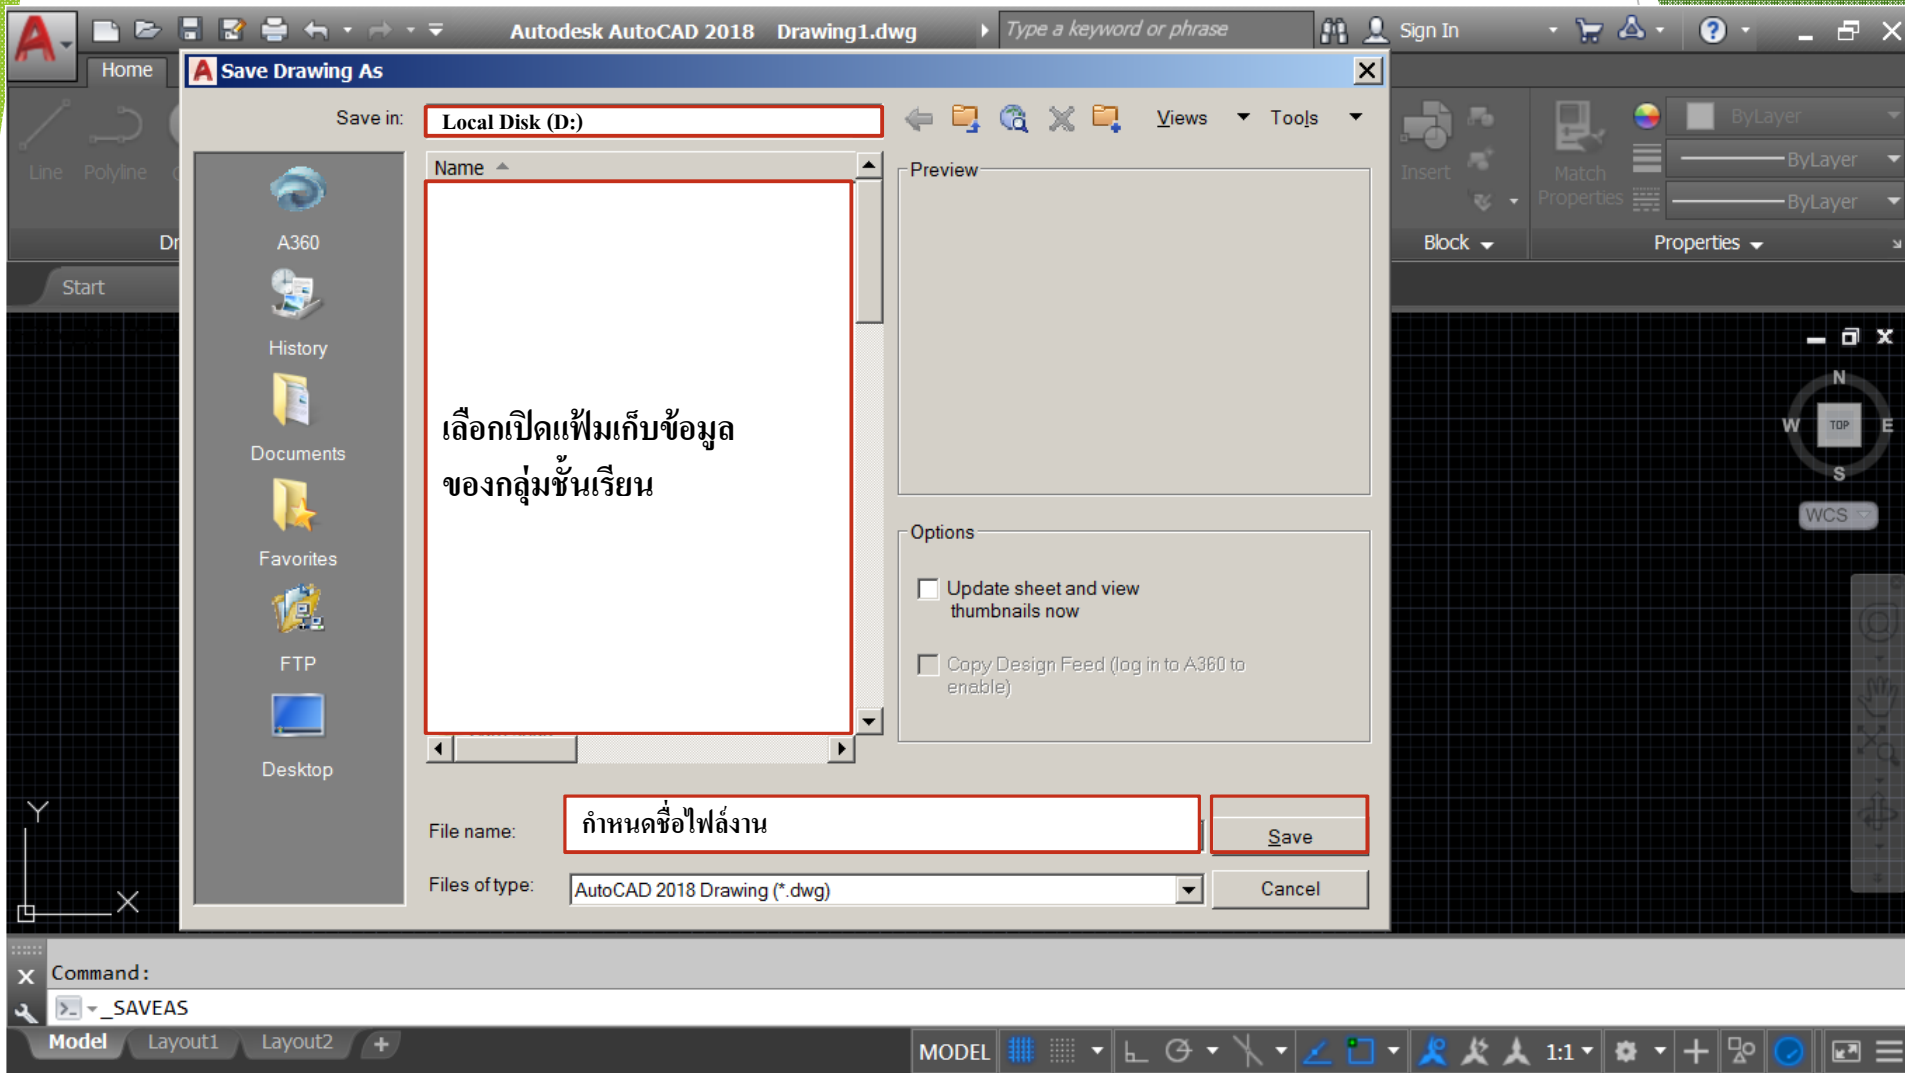 Autodesk AutoCAD 2018 Drawing1.dwg
Type a keyword or phrase
Sign In
Home
Save Drawing As
Save in:
Local Disk (D:)
Views
Tools
Line
Polyline
Name
Preview
Insert
Match
Properties
ByLayer
ByLayer
ByLayer
Dr
Block
Properties
Start
A360
History
Documents
Favorites
FTP
Desktop
เลือกเปิดแฟ้มเก็บข้อมูล
ของกลุ่มชั้นเรียน
Options
Update sheet and view
thumbnails now
Copy Design Feed (log in to A360 to
enable)
N
W
TOP
E
S
WCS
File name:
กำหนดชื่อไฟล์งาน
Save
Files of type:
AutoCAD 2018 Drawing (*.dwg)
Cancel
Y
X
Command:
_SAVEAS
Model
Layout1
Layout2
MODEL
1:1